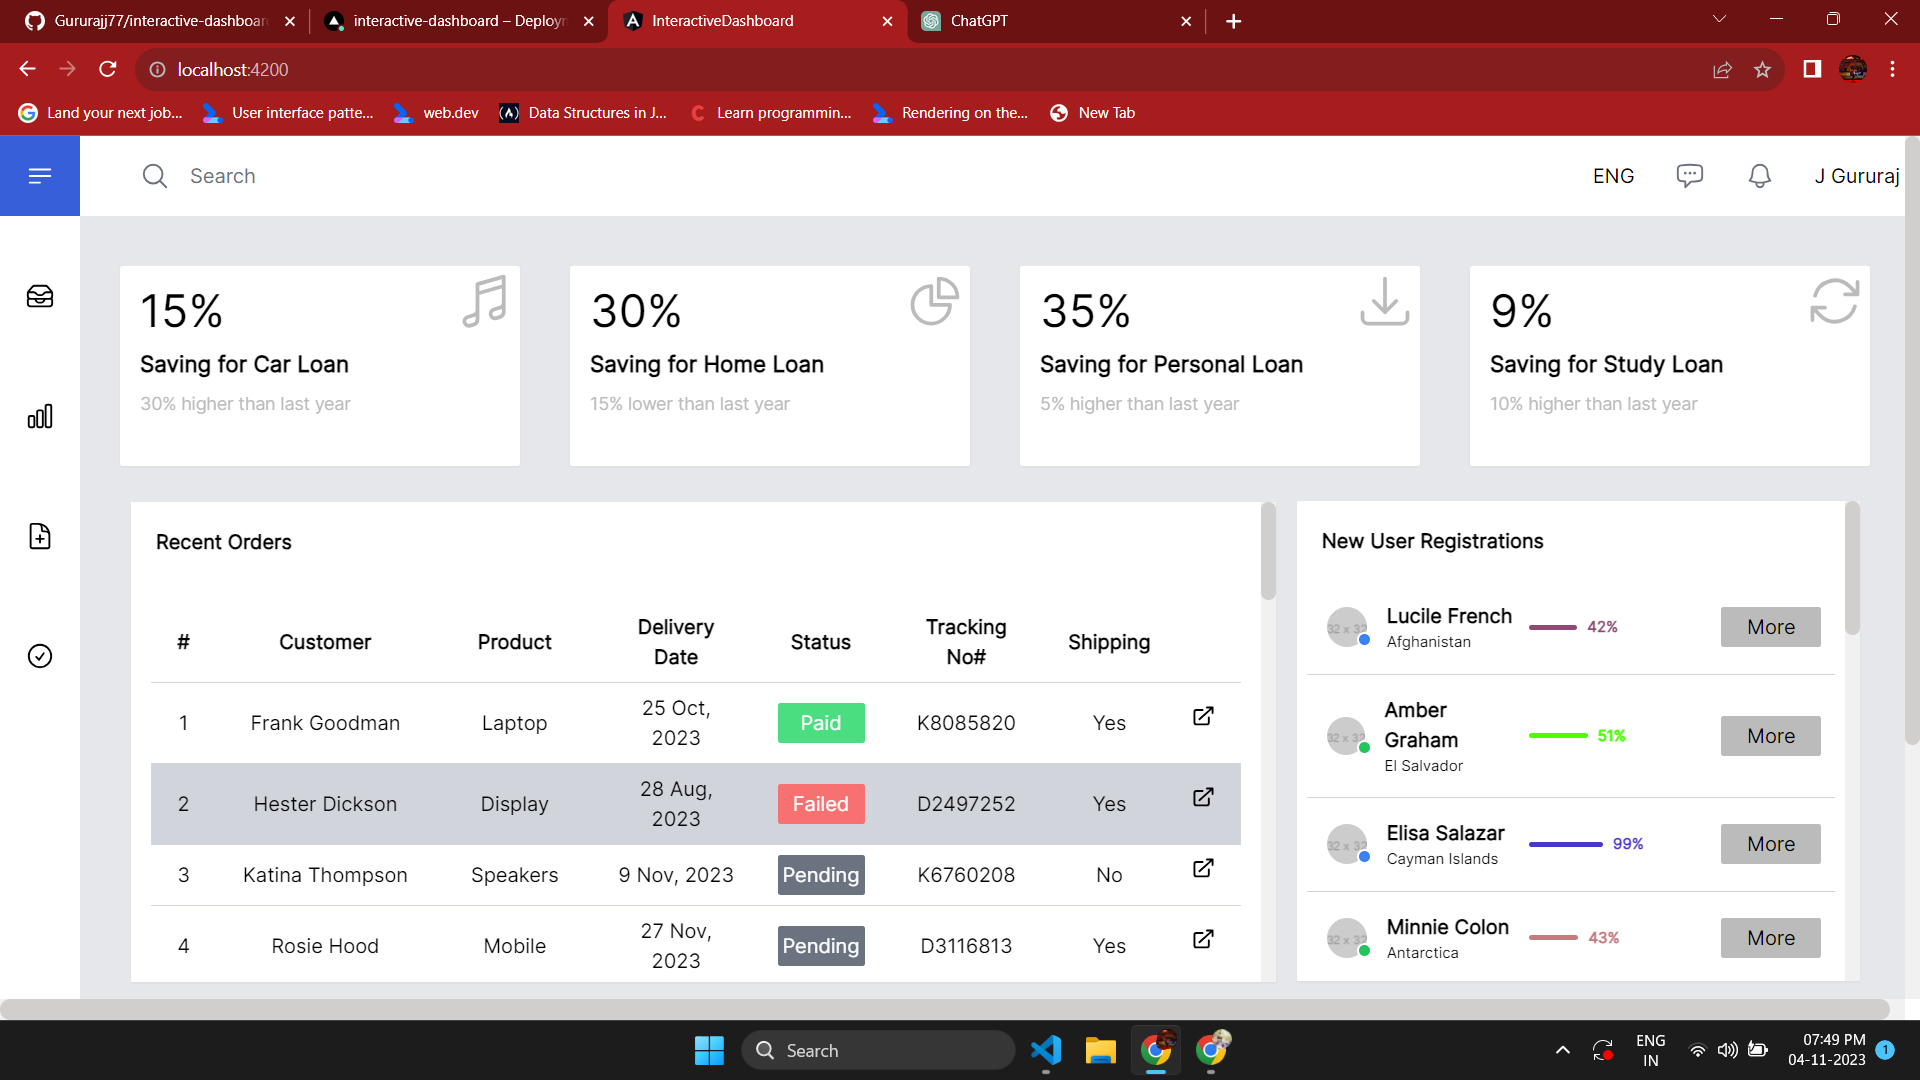 Gururajj77/interactive-dashboar
interactive-dashboard – Deploym
InteractiveDashboard
ChatGPT
localhost:4200
Land your next job...
User interface patte...
web.dev
Data Structures in J...
Learn programmin...
Rendering on the...
New Tab
Search
ENG
J Gururaj
15%
Saving for Car Loan
30% higher than last year
30%
Saving for Home Loan
15% lower than last year
35%
Saving for Personal Loan
5% higher than last year
9%
Saving for Study Loan
10% higher than last year
Recent Orders
# Customer Product Delivery Date Status Tracking No# Shipping
1 Frank Goodman Laptop 25 Oct, 2023 Paid K8085820 Yes
2 Hester Dickson Display 28 Aug, 2023 Failed D2497252 Yes
3 Katina Thompson Speakers 9 Nov, 2023 Pending K6760208 No
4 Rosie Hood Mobile 27 Nov, 2023 Pending D3116813 Yes
New User Registrations
32 x 32 Lucile French 42% More
Afghanistan
32 x 32 Amber Graham 51% More
El Salvador
32 x 32 Elisa Salazar 99% More
Cayman Islands
32 x 32 Minnie Colon 43% More
Antarctica
Search
ENG
IN
07:49 PM
04-11-2023
1